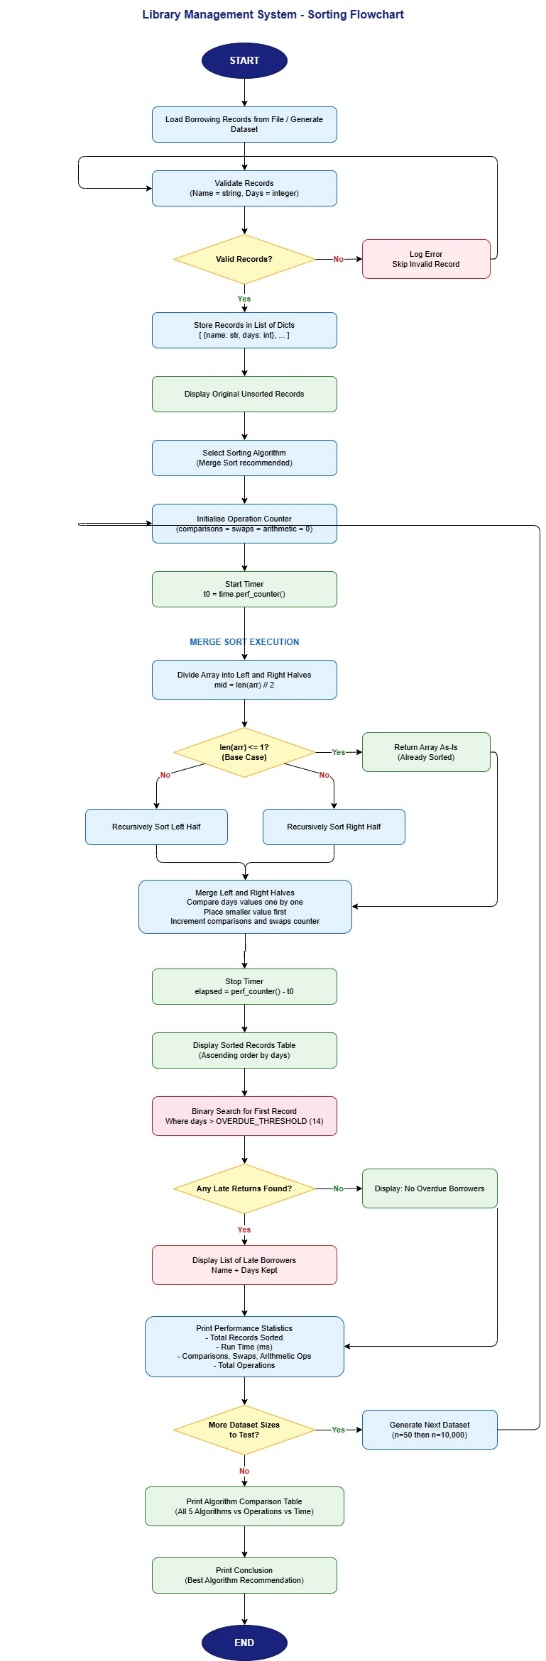 Library Management System - Sorting Flowchart
START
Load Borrowing Records from File / Generate
Dataset
Validate Records
(Name = string, Days = integer)
Valid Records?
No
Log Error
Skip Invalid Record
Yes
Store Records in List of Dicts
[ {name: str, days: int}, ... ]
Display Original Unsorted Records
Select Sorting Algorithm
(Merge Sort recommended)
Initialise Operation Counter
(comparisons = swaps = arithmetic = 0)
Start Timer
t0 = time.perf_counter()
MERGE SORT EXECUTION
Divide Array into Left and Right Halves
mid = len(arr) // 2
len(arr) <= 1?
(Base Case)
Yes
Return Array As-Is
(Already Sorted)
No
No
Recursively Sort Left Half
Recursively Sort Right Half
Merge Left and Right Halves
Compare days values one by one
Place smaller value first
Increment comparisons and swaps counter
Stop Timer
elapsed = perf_counter() - t0
Display Sorted Records Table
(Ascending order by days)
Binary Search for First Record
Where days > OVERDUE_THRESHOLD (14)
Any Late Returns Found?
No
Display: No Overdue Borrowers
Yes
Display List of Late Borrowers
Name + Days Kept
Print Performance Statistics
- Total Records Sorted
- Run Time (ms)
- Comparisons, Swaps, Arithmetic Ops
- Total Operations
More Dataset Sizes
to Test?
Yes
Generate Next Dataset
(n=50 then n=10,000)
No
Print Algorithm Comparison Table
(All 5 Algorithms vs Operations vs Time)
Print Conclusion
(Best Algorithm Recommendation)
END